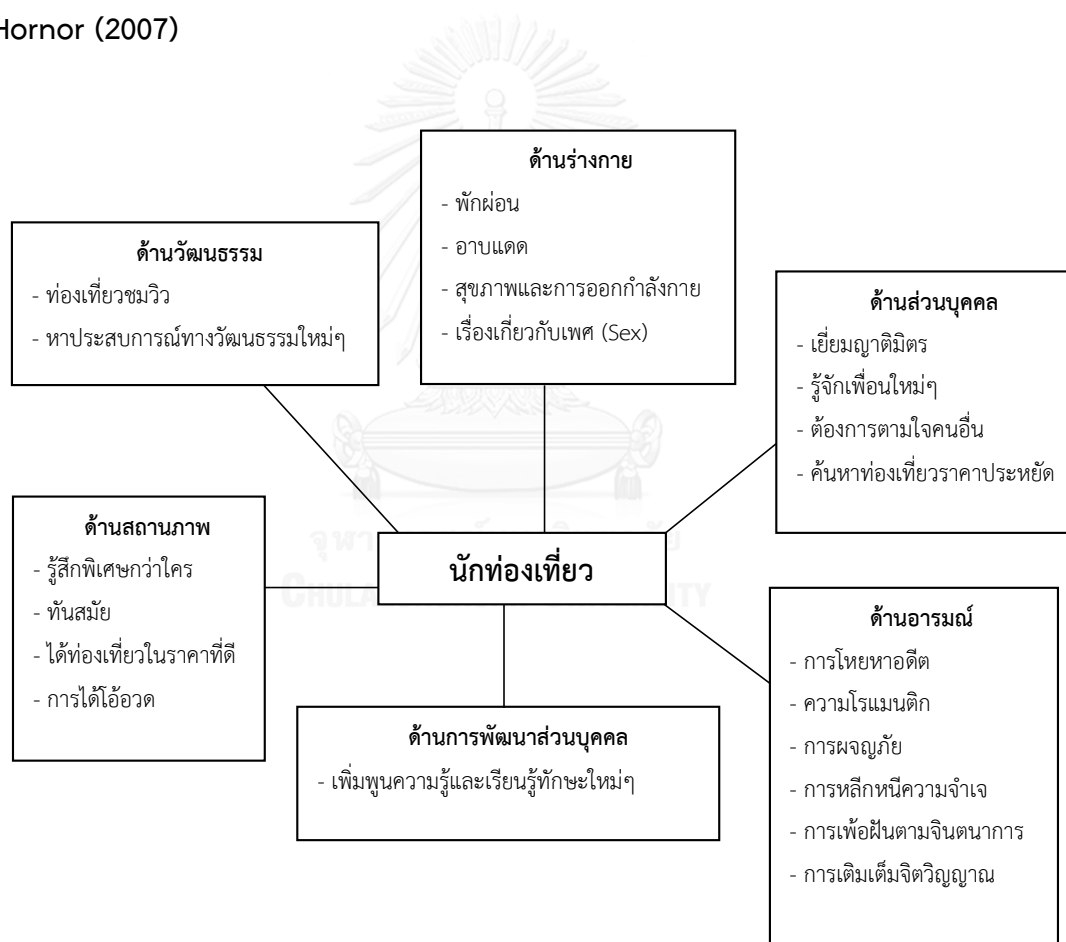 Hornor (2007)
ด้านร่างกาย
- พักผ่อน
- อาบแดด
- สุขภาพและการออกกำลังกาย
- เรื่องเกี่ยวกับเพศ (Sex)
ด้านวัฒนธรรม
- ท่องเที่ยวชมวิว
- หาประสบการณ์ทางวัฒนธรรมใหม่ๆ
ด้านส่วนบุคคล
- เยี่ยมญาติมิตร
- รู้จักเพื่อนใหม่ๆ
- ต้องการตามใจคนอื่น
- ค้นหาท่องเที่ยวราคาประหยัด
ด้านสถานภาพ
- รู้สึกพิเศษกว่าใคร
- ทันสมัย
- ได้ท่องเที่ยวในราคาที่ดี
- การได้โอ้อวด
นักท่องเที่ยว
ด้านอารมณ์
- การโหยหาอดีต
- ความโรแมนติก
- การผจญภัย
- การหลีกหนีความจำเจ
- การเพ้อฝันตามจินตนาการ
- การเติมเต็มจิตวิญญาณ
ด้านการพัฒนาส่วนบุคคล
- เพิ่มพูนความรู้และเรียนรู้ทักษะใหม่ๆ